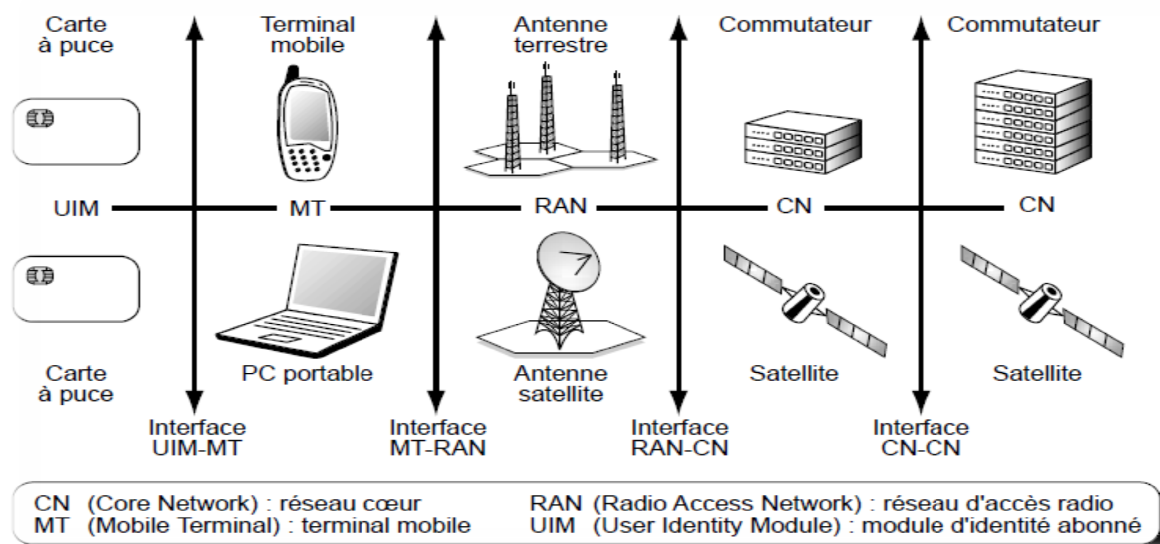 Carte
à puce
Terminal
mobile
Antenne
terrestre
Commutateur
Commutateur
UIM
MT
RAN
CN
CN
Carte
à puce
PC portable
Antenne
satellite
Satellite
Satellite
Interface
UIM-MT
Interface
MT-RAN
Interface
RAN-CN
Interface
CN-CN
CN (Core Network) : réseau cœur
RAN (Radio Access Network) : réseau d'accès radio
MT (Mobile Terminal) : terminal mobile
UIM (User Identity Module) : module d'identité abonné